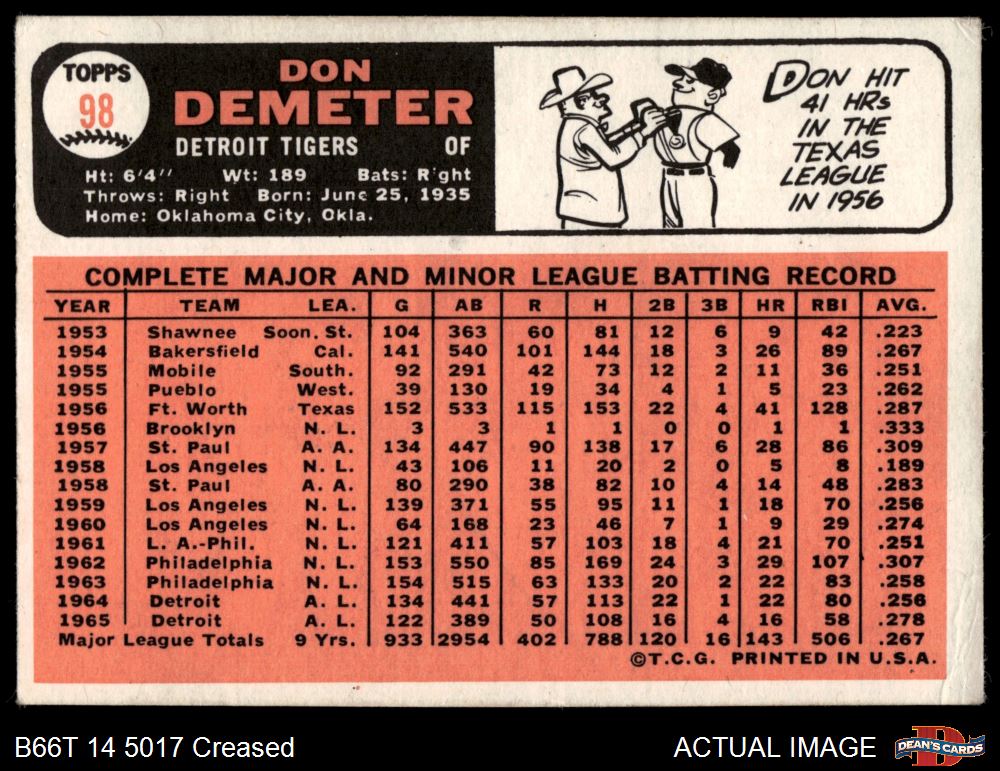 TOPPS
98
DON
DEMETER
DETROIT TIGERS OF
Ht: 6'4" Wt: 189 Bats: Right
Throws: Right Born: June 25, 1935
Home: Oklahoma City, Okla.
DON HIT
41 HRs
IN THE
TEXAS
LEAGUE
IN 1956
COMPLETE MAJOR AND MINOR LEAGUE BATTING RECORD
YEAR TEAM LEA. G AB R H 2B 3B HR RBI AVG.
1953 Shawnee Soon. St. 104 363 60 81 12 6 9 42 .223
1954 Bakersfield Cal. 141 540 101 144 18 3 26 89 .267
1955 Mobile South. 92 291 42 73 12 2 11 36 .251
1955 Pueblo West. 39 130 19 34 4 1 5 23 .262
1956 Ft. Worth Texas 152 533 115 153 22 4 41 128 .287
1956 Brooklyn N. L. 3 3 1 1 0 0 1 1 .333
1957 St. Paul A. A. 134 447 90 138 17 6 28 86 .309
1958 Los Angeles N. L. 43 106 11 20 2 0 5 8 .189
1958 St. Paul A. A. 80 290 38 82 10 4 14 48 .283
1959 Los Angeles N. L. 139 371 55 95 11 1 18 70 .256
1960 Los Angeles N. L. 64 168 23 46 7 1 9 29 .274
1961 L. A.-Phil. N. L. 121 411 57 103 18 4 21 70 .251
1962 Philadelphia N. L. 153 550 85 169 24 3 29 107 .307
1963 Philadelphia N. L. 154 515 63 133 20 2 22 83 .258
1964 Detroit A. L. 134 441 57 113 22 1 22 80 .256
1965 Detroit A. L. 122 389 50 108 16 4 16 58 .278
Major League Totals 9 Yrs. 933 2954 402 788 120 16 143 506 .267
©T.C.G. PRINTED IN U.S.A.
B66T 14 5017 Creased
ACTUAL IMAGE
DEAN'S CARDS